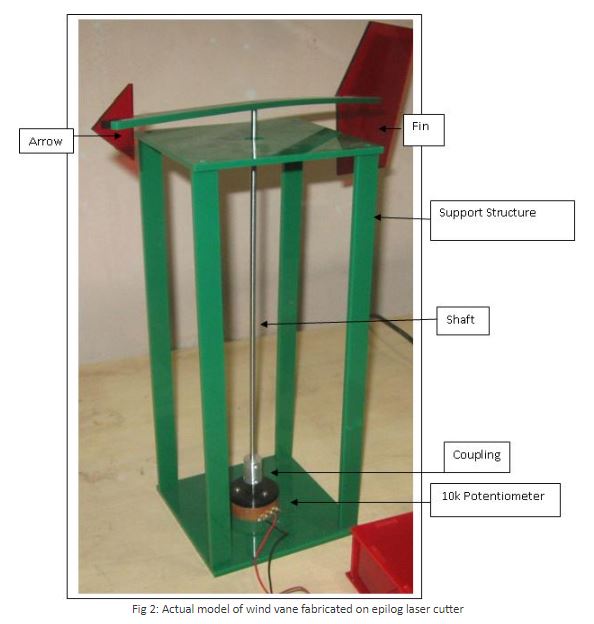 Arrow
Fin
Support Structure
Shaft
Coupling
10k Potentiometer
Fig 2: Actual model of wind vane fabricated on epilog laser cutter